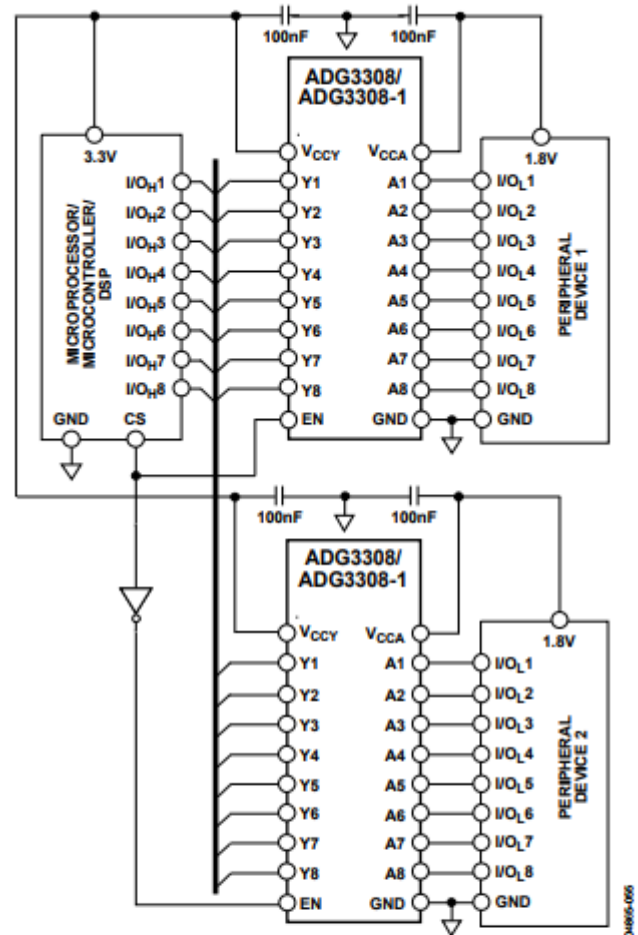 100nF
100nF
ADG3308/
ADG3308-1
3.3V
MICROPROCESSOR/
MICROCONTROLLER/
DSP
I/OH1
I/OH2
I/OH3
I/OH4
I/OH5
I/OH6
I/OH7
I/OH8
GND
CS
VCCY
Y1
Y2
Y3
Y4
Y5
Y6
Y7
Y8
EN
VCCA
A1
A2
A3
A4
A5
A6
A7
A8
GND
1.8V
I/OL1
I/OL2
I/OL3
I/OL4
I/OL5
I/OL6
I/OL7
I/OL8
GND
PERIPHERAL
DEVICE 1
100nF
100nF
ADG3308/
ADG3308-1
VCCY
Y1
Y2
Y3
Y4
Y5
Y6
Y7
Y8
EN
VCCA
A1
A2
A3
A4
A5
A6
A7
A8
GND
1.8V
I/OL1
I/OL2
I/OL3
I/OL4
I/OL5
I/OL6
I/OL7
I/OL8
GND
PERIPHERAL
DEVICE 2
04865-055